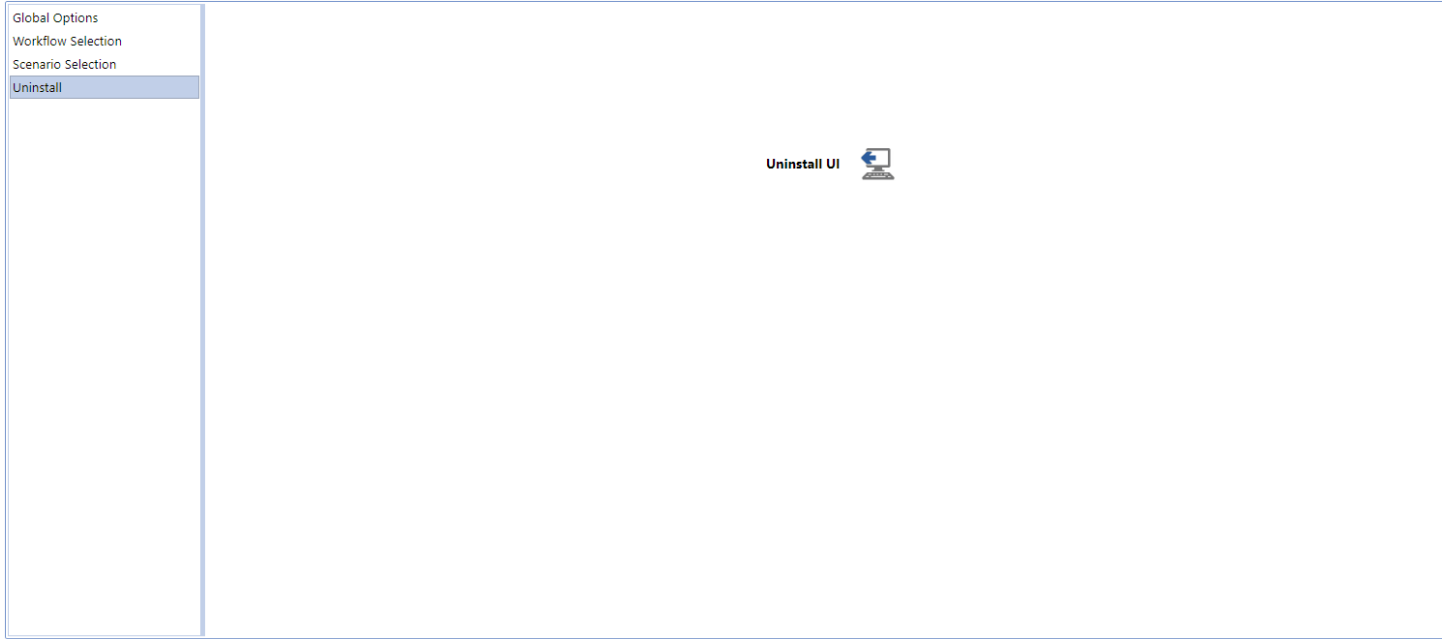 Global Options
Workflow Selection
Scenario Selection
Uninstall
Uninstall UI